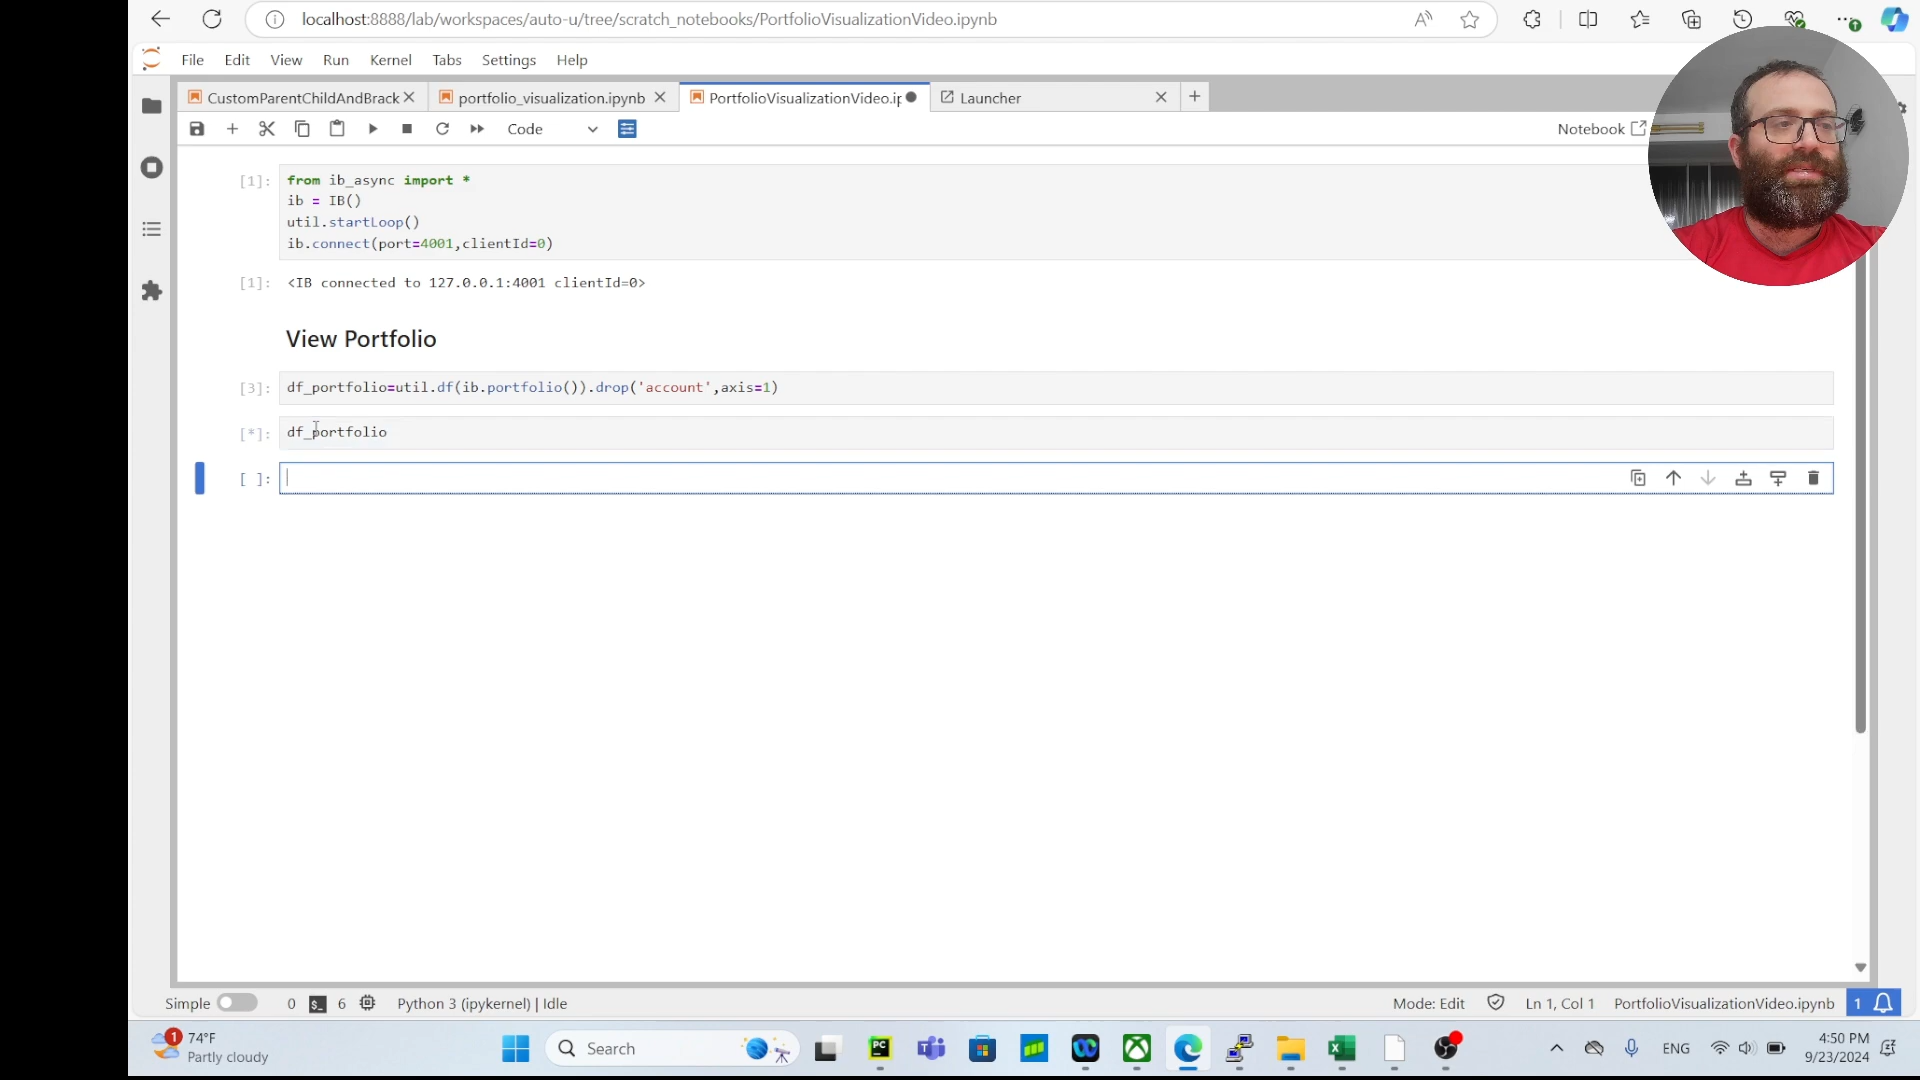 localhost:8888/lab/workspaces/auto-u/tree/scratch_notebooks/PortfolioVisualizationVideo.ipynb
File Edit View Run Kernel Tabs Settings Help
CustomParentChildAndBrack portfolio_visualization.ipynb PortfolioVisualizationVideo.ip Launcher
Code Notebook
[1]: from ib_async import *
ib = IB()
util.startLoop()
ib.connect(port=4001,clientId=0)
[1]: <IB connected to 127.0.0.1:4001 clientId=0>
View Portfolio
[3]: df_portfolio=util.df(ib.portfolio()).drop('account',axis=1)
[*]: df_portfolio
[ ]:
Simple 0 $_ 6 Python 3 (ipykernel) | Idle Mode: Edit Ln 1, Col 1 PortfolioVisualizationVideo.ipynb 1
1 74°F
Partly cloudy
Search
PC
ENG
4:50 PM
9/23/2024